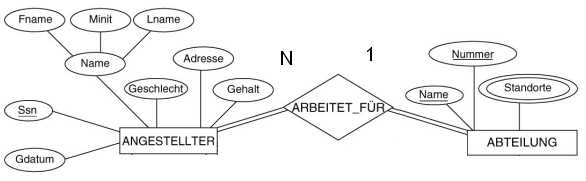 Fname
Minit
Lname
Name
Adresse
Geschlecht
Gehalt
Ssn
Gdatum
ANGESTELLTER
N
1
ARBEITET_FÜR
Nummer
Name
Standorte
ABTEILUNG